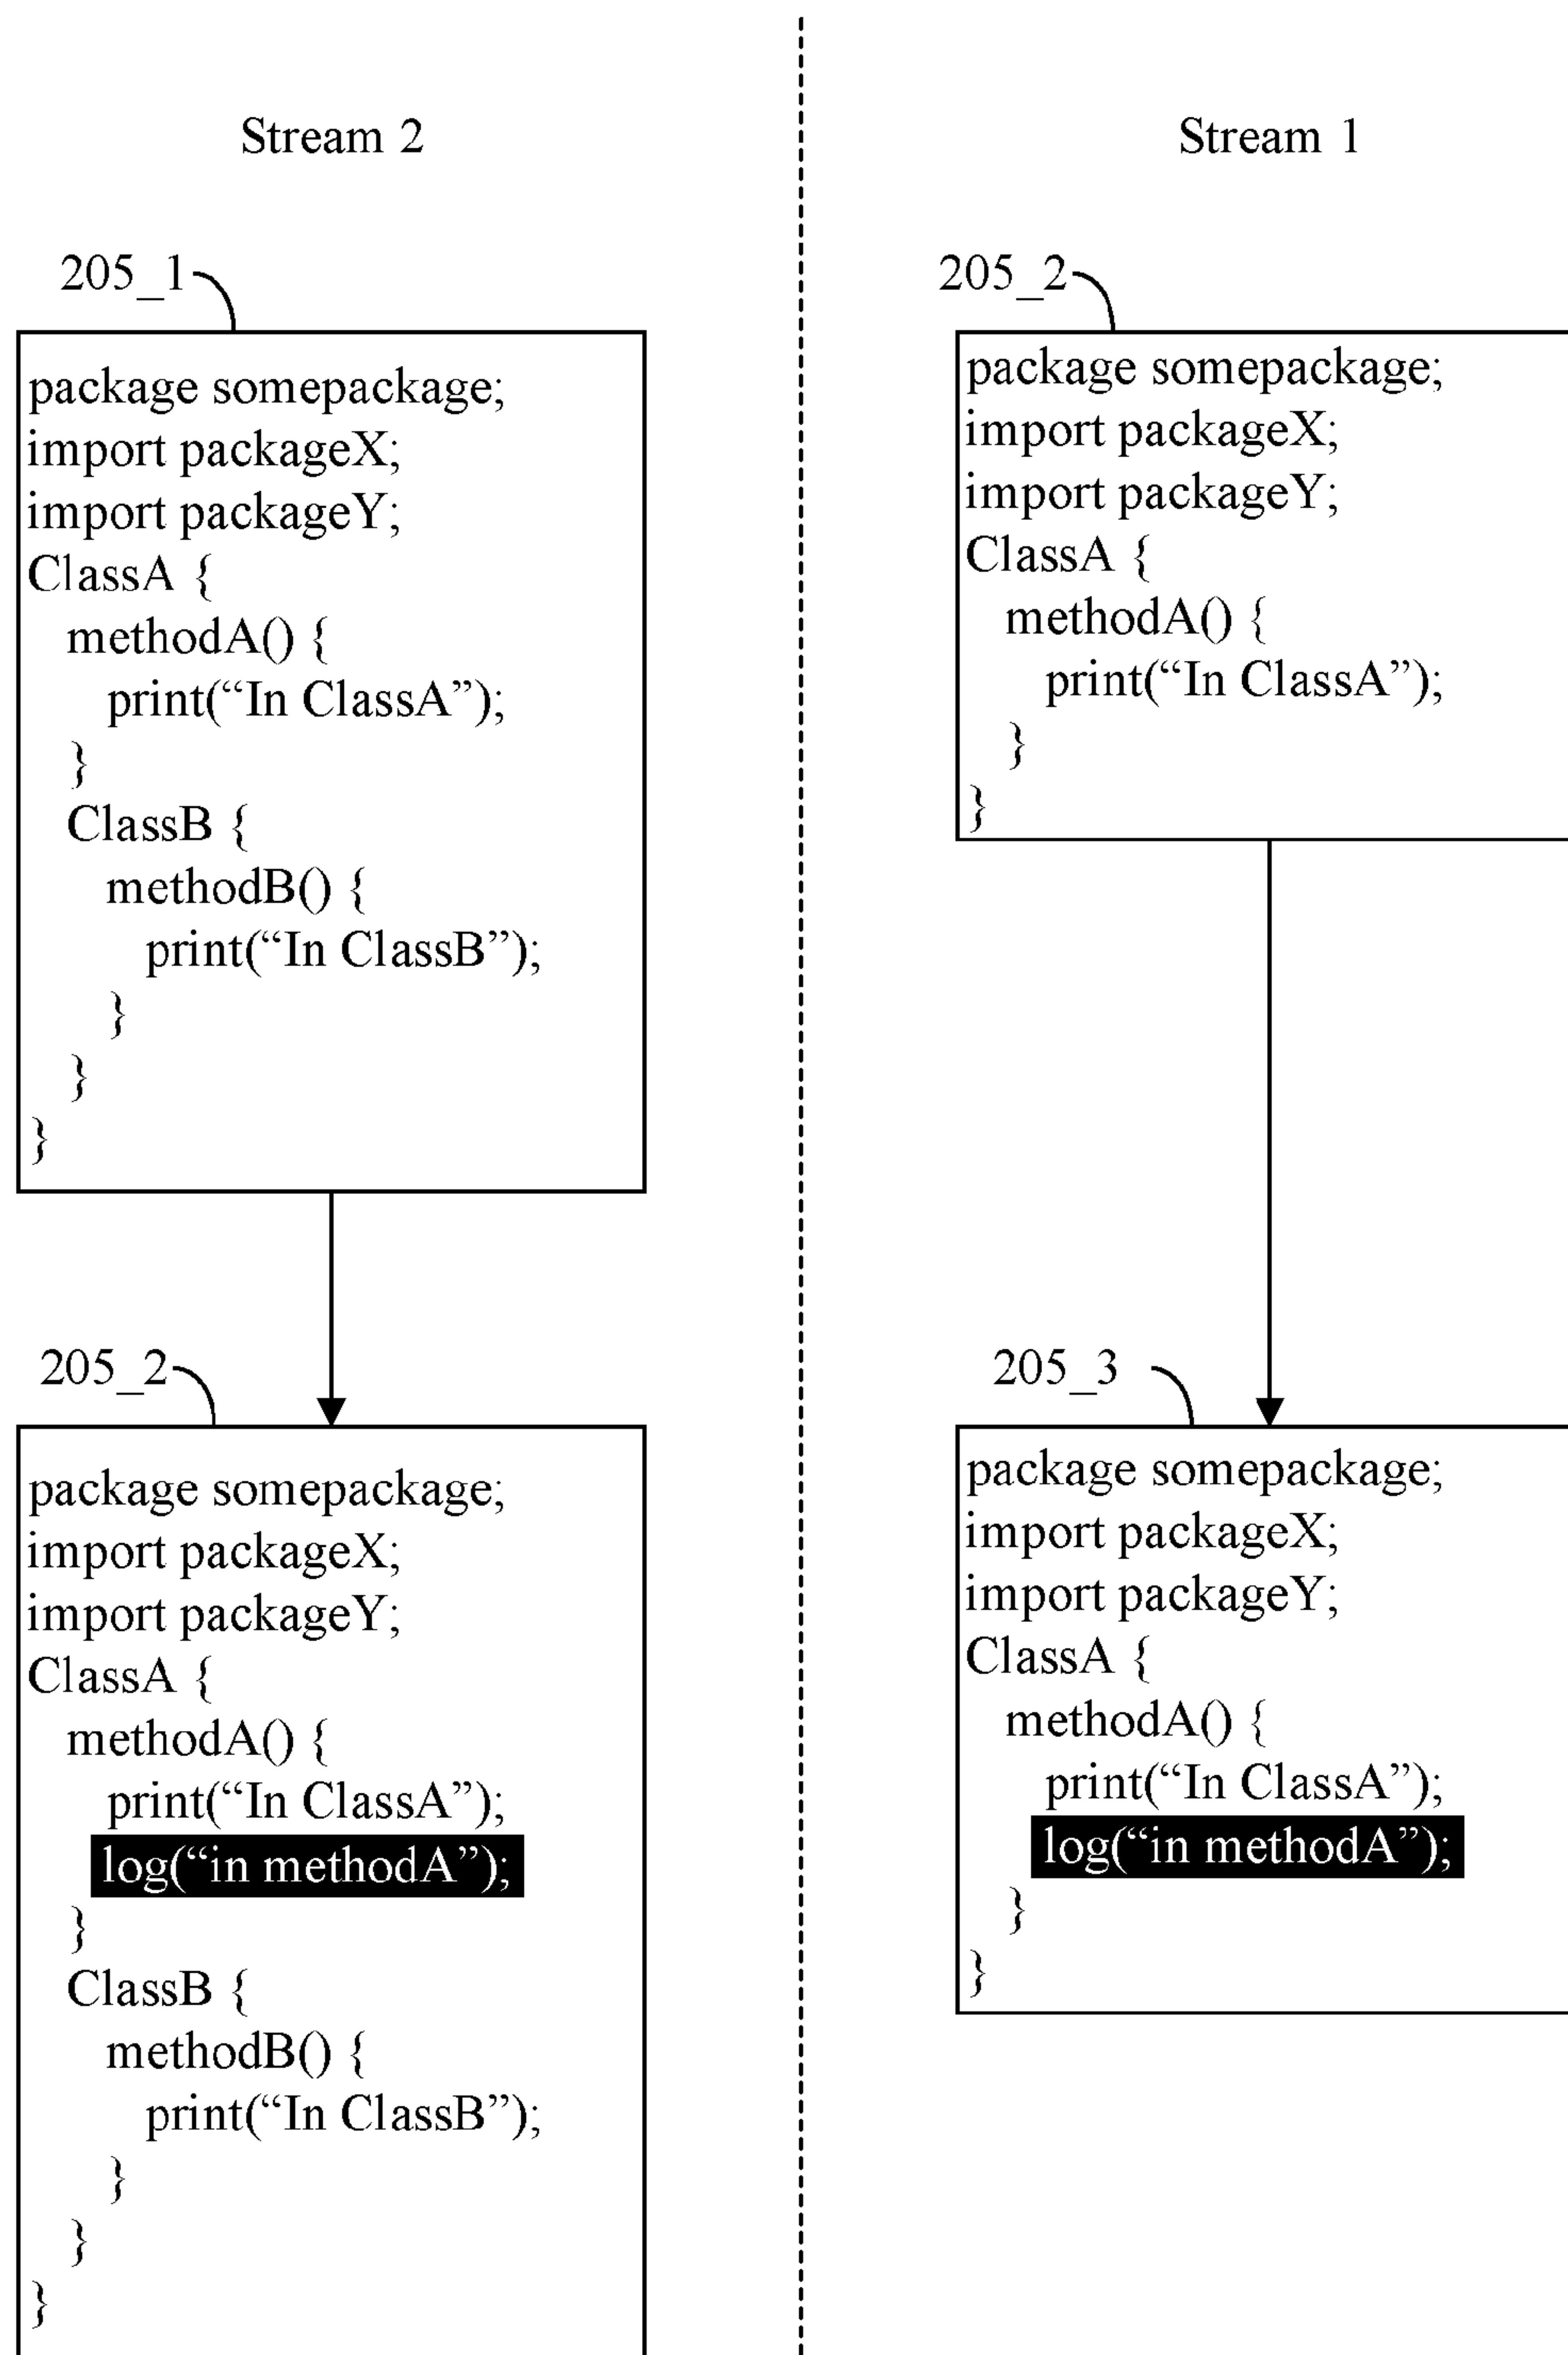 Stream 2
205_1
package somepackage;
import packageX;
import packageY;
ClassA {
methodA() {
print(“In ClassA”);
}
ClassB {
methodB() {
print(“In ClassB”);
}
}
}
205_2
package somepackage;
import packageX;
import packageY;
ClassA {
methodA() {
print(“In ClassA”);
log(“in methodA”);
}
ClassB {
methodB() {
print(“In ClassB”);
}
}
}
Stream 1
205_2
package somepackage;
import packageX;
import packageY;
ClassA {
methodA() {
print(“In ClassA”);
}
}
205_3
package somepackage;
import packageX;
import packageY;
ClassA {
methodA() {
print(“In ClassA”);
log(“in methodA”);
}
}